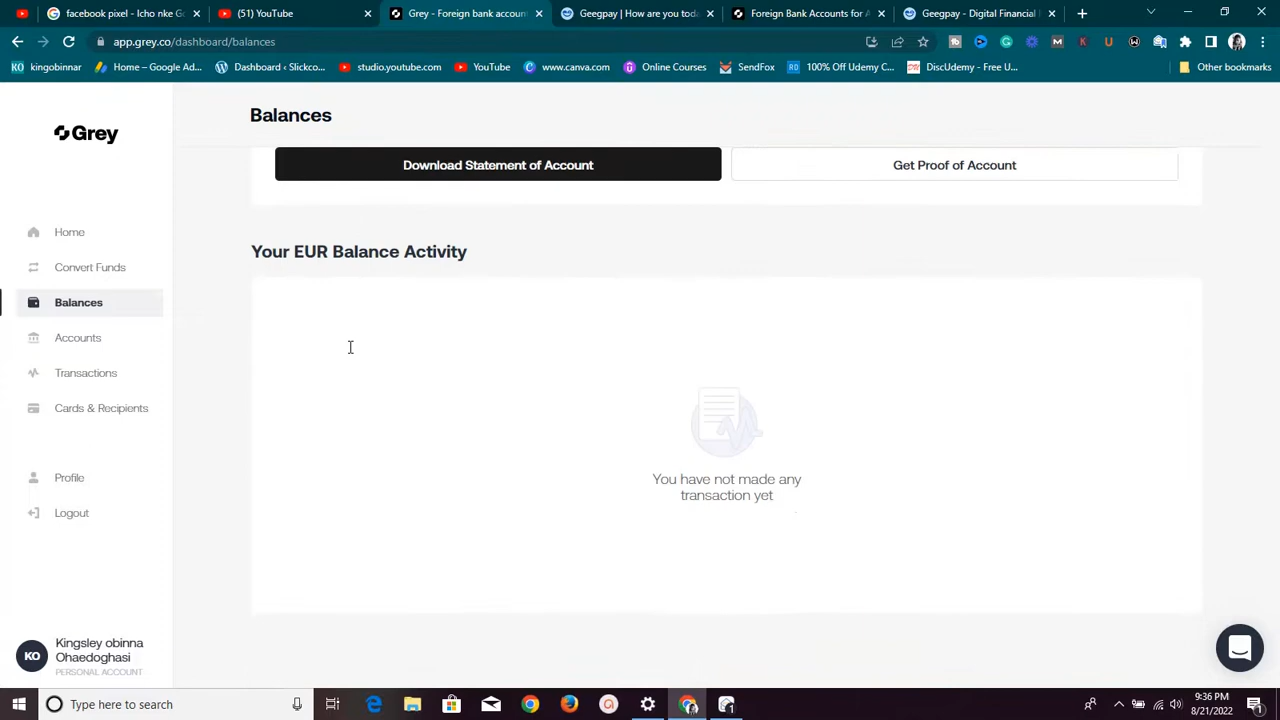 facebook pixel - Icho nke Go
(51) YouTube
Grey - Foreign bank account
Geegpay | How are you today
Foreign Bank Accounts for A
Geegpay - Digital Financial
app.grey.co/dashboard/balances
kingobinnar
Home – Google Ad...
Dashboard ‹ Slickco...
studio.youtube.com
YouTube
www.canva.com
Online Courses
SendFox
100% Off Udemy C...
DiscUdemy - Free U...
Other bookmarks
Grey
Balances
Download Statement of Account
Get Proof of Account
Home
Your EUR Balance Activity
Convert Funds
Balances
Accounts
Transactions
Cards & Recipients
Profile
You have not made any
transaction yet
Logout
KO
Kingsley obinna
Ohaedoghasi
PERSONAL ACCOUNT
Type here to search
9:36 PM
8/21/2022